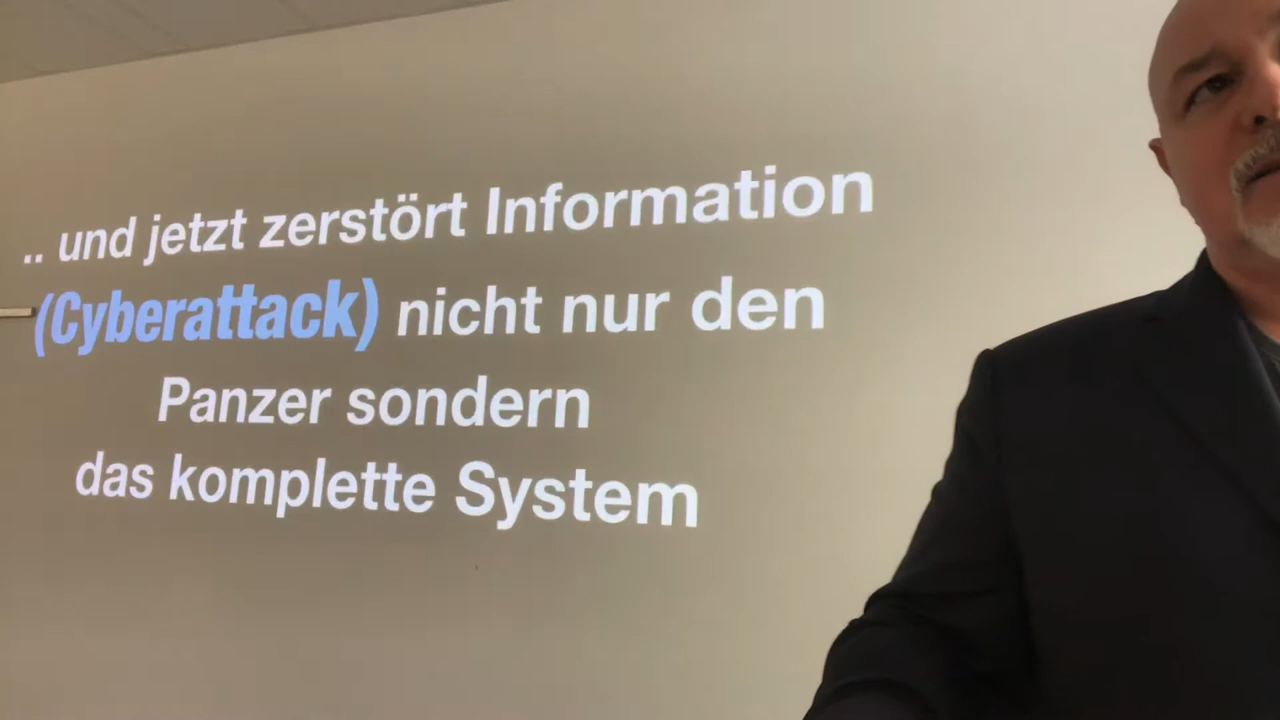 .. und jetzt zerstört Information
(Cyberattack) nicht nur den
Panzer sondern
das komplette System